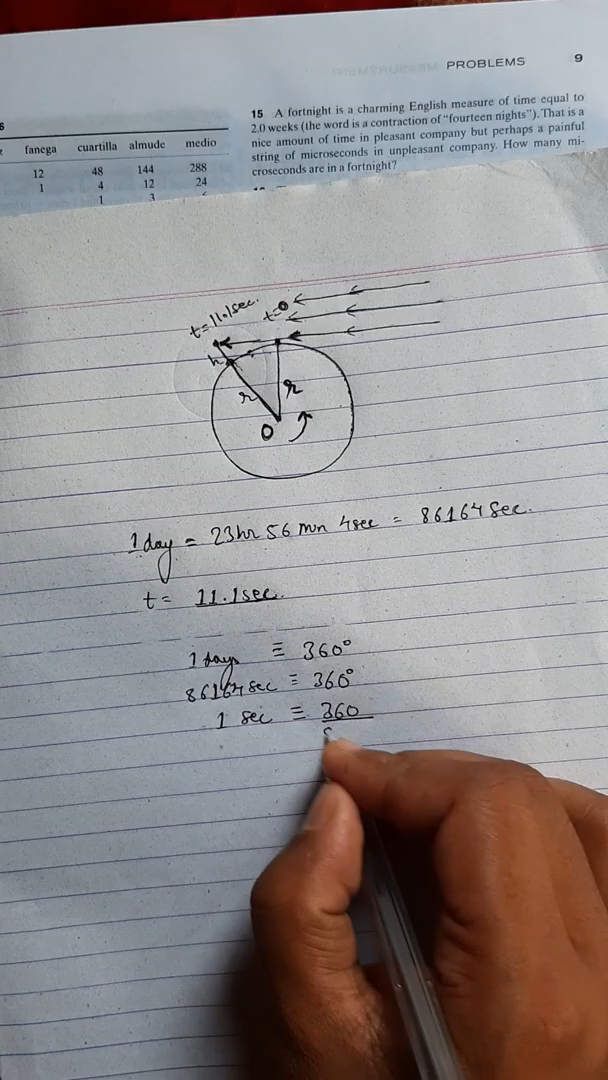 PROBLEMS 9
6
fanega cuartilla almude medio
12 48 144 288
1 4 12 24
1 3
15 A fortnight is a charming English measure of time equal to
2.0 weeks (the word is a contraction of "fourteen nights"). That is a
nice amount of time in pleasant company but perhaps a painful
string of microseconds in unpleasant company. How many mi-
croseconds are in a fortnight?
t=11.1sec.
t=0
h
r
r
O
1 day = 23hr 56 min 4sec = 86164 Sec.
t = 11.1sec.
1 days ≡ 360°
86164 sec ≡ 360°
1 sec ≡ 360